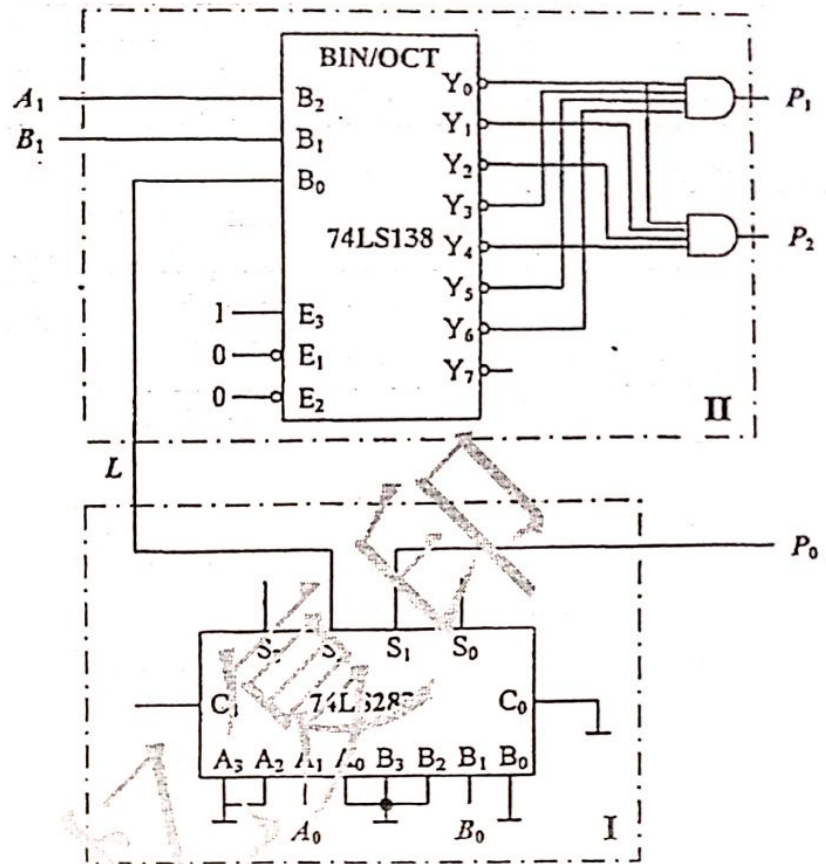 BIN/OCT
A₁ B₂ Y₀ P₁
B₁ B₁ Y₁
B₀ Y₂
Y₃
74LS138 Y₄ P₂
Y₅
1 E₃ Y₆
0 E₁ Y₇
0 E₂
II
L
P₀
S₁ S₀
C₀
A₃ A₂ A₁ A₀ B₃ B₂ B₁ B₀
A₀ B₀ I